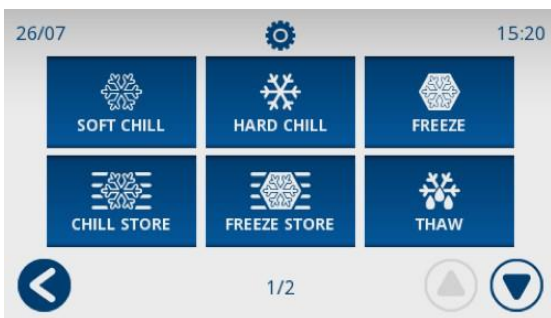 26/07 15:20
SOFT CHILL HARD CHILL FREEZE
CHILL STORE FREEZE STORE THAW
1/2